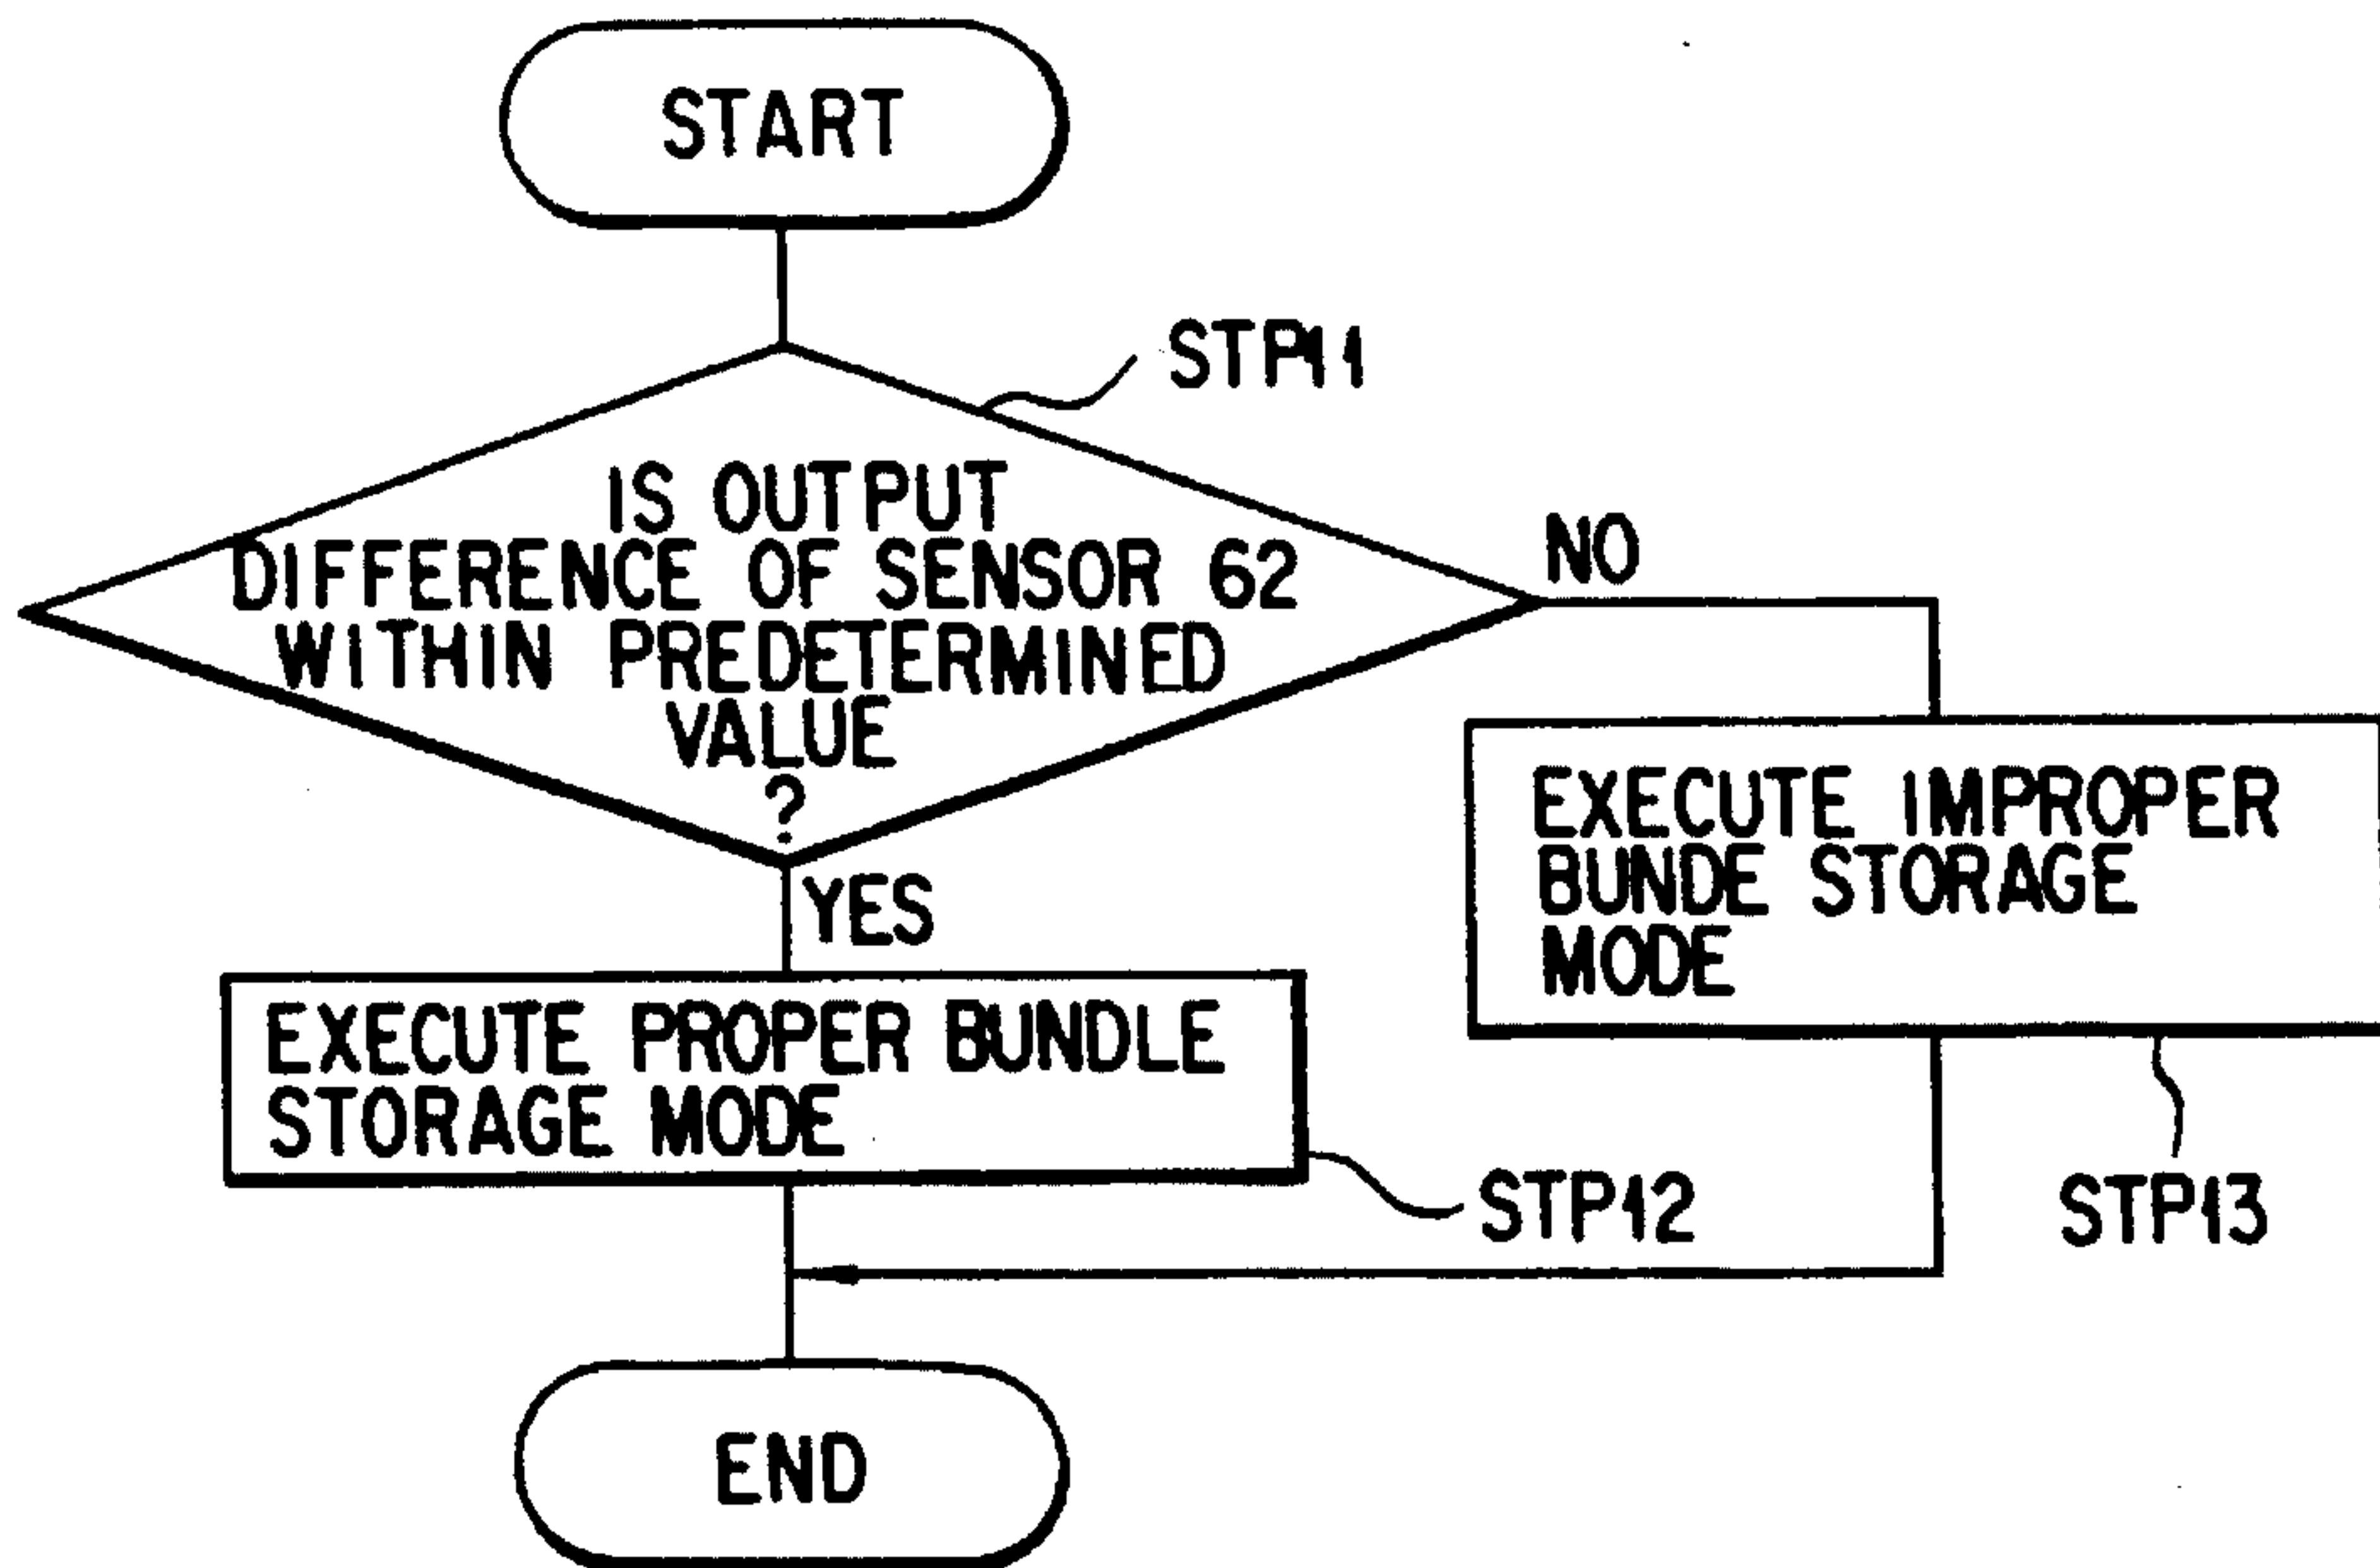 START
STP11
IS OUTPUT
DIFFERENCE OF SENSOR 62
WITHIN PREDETERMINED
VALUE
?
NO
YES
EXECUTE IMPROPER
BUNDE STORAGE
MODE
EXECUTE PROPER BUNDLE
STORAGE MODE
STP12
STP13
END